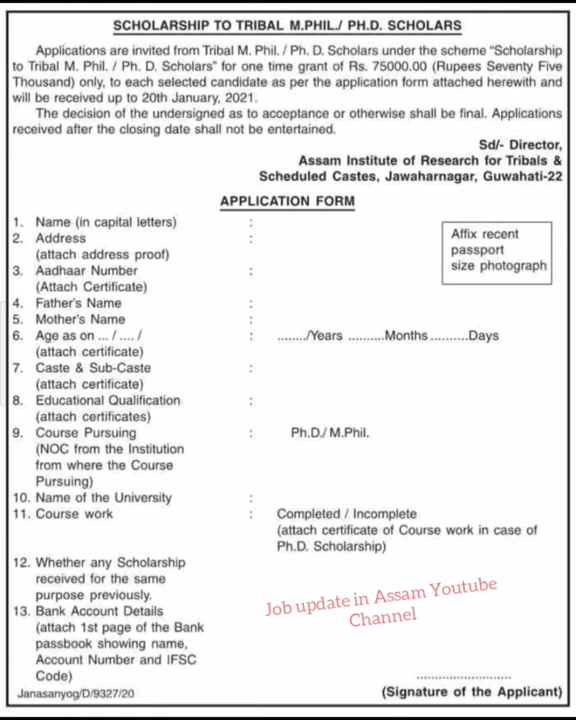 SCHOLARSHIP TO TRIBAL M.PHIL./ PH.D. SCHOLARS
Applications are invited from Tribal M. Phil. / Ph. D. Scholars under the scheme "Scholarship
to Tribal M. Phil. / Ph. D. Scholars" for one time grant of Rs. 75000.00 (Rupees Seventy Five
Thousand) only, to each selected candidate as per the application form attached herewith and
will be received up to 20th January, 2021.
The decision of the undersigned as to acceptance or otherwise shall be final. Applications
received after the closing date shall not be entertained.
Sd/- Director,
Assam Institute of Research for Tribals &
Scheduled Castes, Jawaharnagar, Guwahati-22
APPLICATION FORM
1. Name (in capital letters) :
2. Address :
(attach address proof)
Affix recent
passport
size photograph
3. Aadhaar Number :
(Attach Certificate)
4. Father's Name :
5. Mother's Name :
6. Age as on ... / .... / : ......../Years ..........Months ..........Days
(attach certificate)
7. Caste & Sub-Caste :
(attach certificate)
8. Educational Qualification :
(attach certificates)
9. Course Pursuing : Ph.D./ M.Phil.
(NOC from the Institution
from where the Course
Pursuing)
10. Name of the University :
11. Course work : Completed / Incomplete
(attach certificate of Course work in case of
Ph.D. Scholarship)
12. Whether any Scholarship
received for the same
purpose previously.
13. Bank Account Details
(attach 1st page of the Bank
passbook showing name,
Account Number and IFSC
Code)
Job update in Assam Youtube
Channel
..........................
Janasanyog/D/9327/20 (Signature of the Applicant)